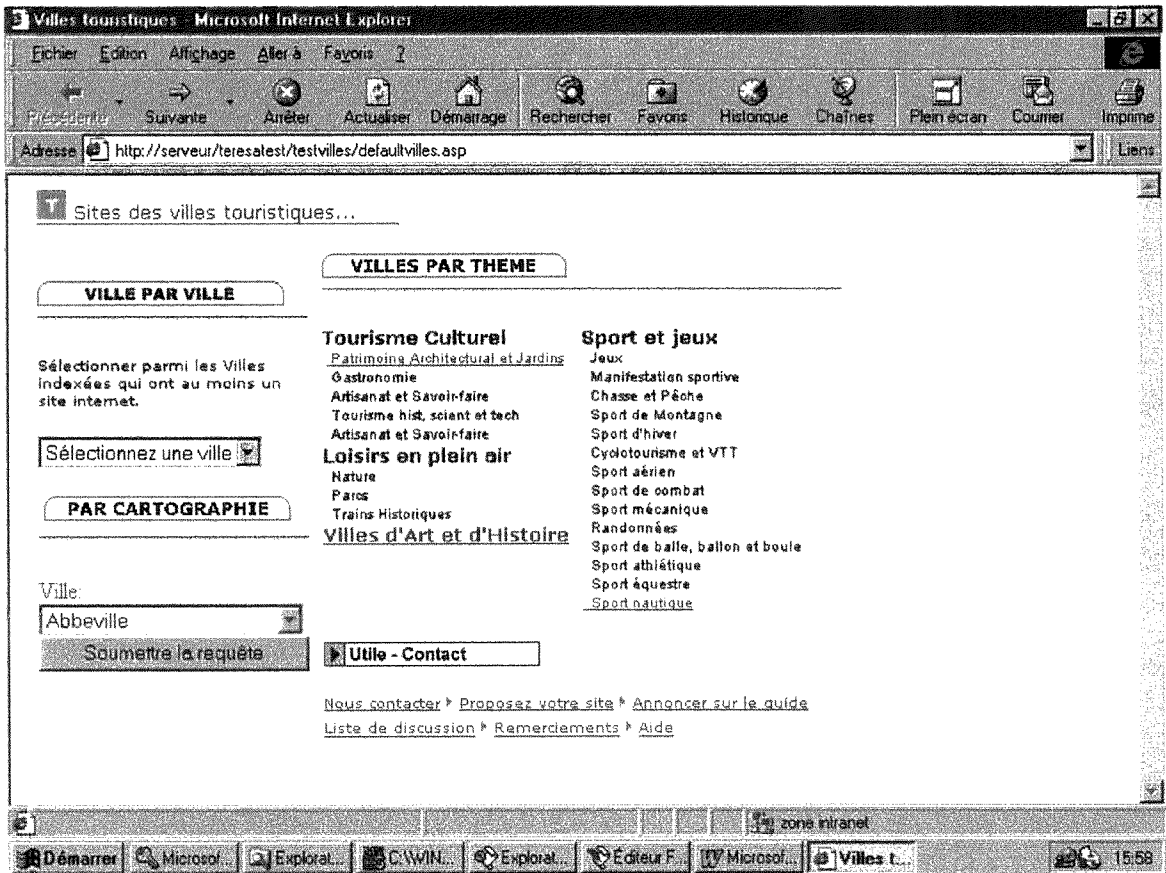 Villes touristiques - Microsoft Internet Explorer
Fichier Edition Affichage Aller à Favoris ?
Précédente Suivante Arrêter Actualiser Démarrage Rechercher Favoris Historique Chaînes Plein écran Courrier Imprime
Adresse http://serveur/teresatest/testvilles/defaultvilles.asp Liens
T Sites des villes touristiques...
VILLE PAR VILLE
Sélectionner parmi les Villes
indexées qui ont au moins un
site internet.
Sélectionnez une ville
PAR CARTOGRAPHIE
Ville:
Abbeville
Soumettre la requête
VILLES PAR THEME
Tourisme Culturel
Patrimoine Architectural et Jardins
Gastronomie
Artisanat et Savoir-faire
Tourisme hist, scient et tech
Artisanat et Savoir-faire
Loisirs en plein air
Nature
Parcs
Trains Historiques
Villes d'Art et d'Histoire
Sport et jeux
Jeux
Manifestation sportive
Chasse et Pêche
Sport de Montagne
Sport d'hiver
Cyclotourisme et VTT
Sport aérien
Sport de combat
Sport mécanique
Randonnées
Sport de balle, ballon et boule
Sport athlétique
Sport équestre
Sport nautique
Utile - Contact
Nous contacter Proposez votre site Annoncer sur le guide
Liste de discussion Remerciements Aide
zone intranet
Démarrer Microsof... Explorat... C:\WIN... Explorat... Éditeur F... Microsof... Villes t... 15:58